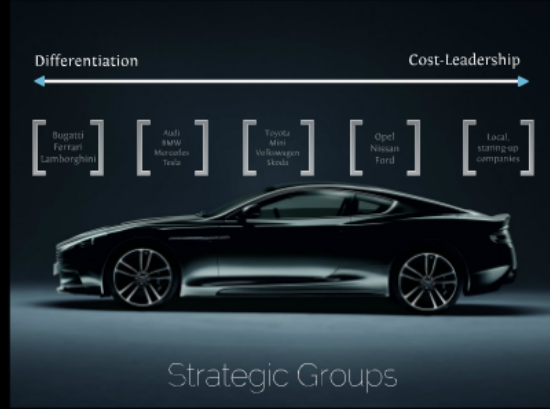 Differentiation
Cost-Leadership
Bugatti
Ferrari
Lamborghini
Audi
BMW
Mercedes
Tesla
Toyota
Mini
Volkswagen
Skoda
Opel
Nissan
Ford
Local,
staring-up
companies
Strategic Groups